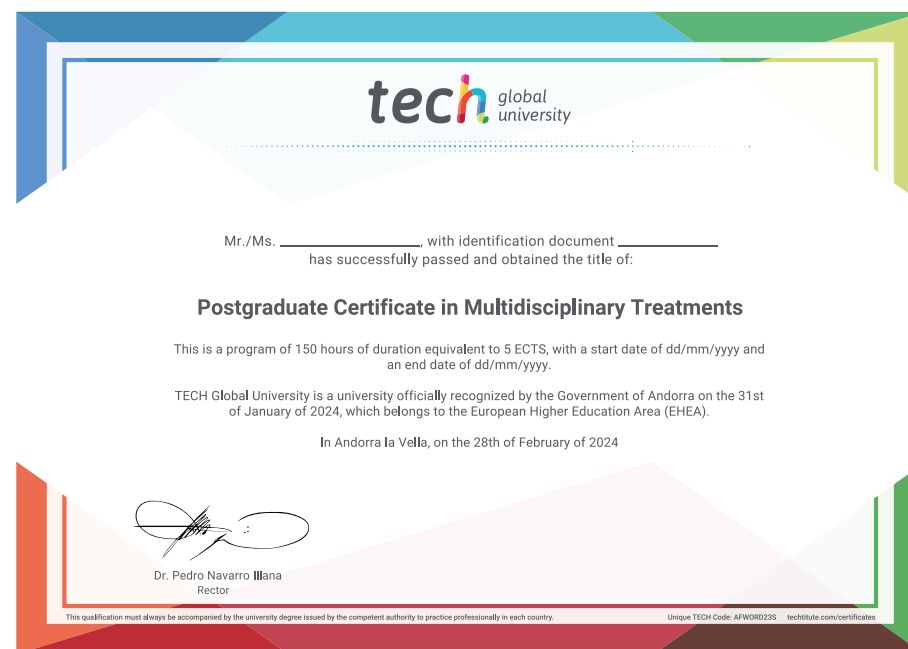 tech global
university
Mr./Ms. ____________________, with identification document ______________
has successfully passed and obtained the title of:
Postgraduate Certificate in Multidisciplinary Treatments
This is a program of 150 hours of duration equivalent to 5 ECTS, with a start date of dd/mm/yyyy and
an end date of dd/mm/yyyy.
TECH Global University is a university officially recognized by the Government of Andorra on the 31st
of January of 2024, which belongs to the European Higher Education Area (EHEA).
In Andorra la Vella, on the 28th of February of 2024
Dr. Pedro Navarro Illana
Rector
This qualification must always be accompanied by the university degree issued by the competent authority to practice professionally in each country.
Unique TECH Code: AFWORD23S techtitute.com/certificates